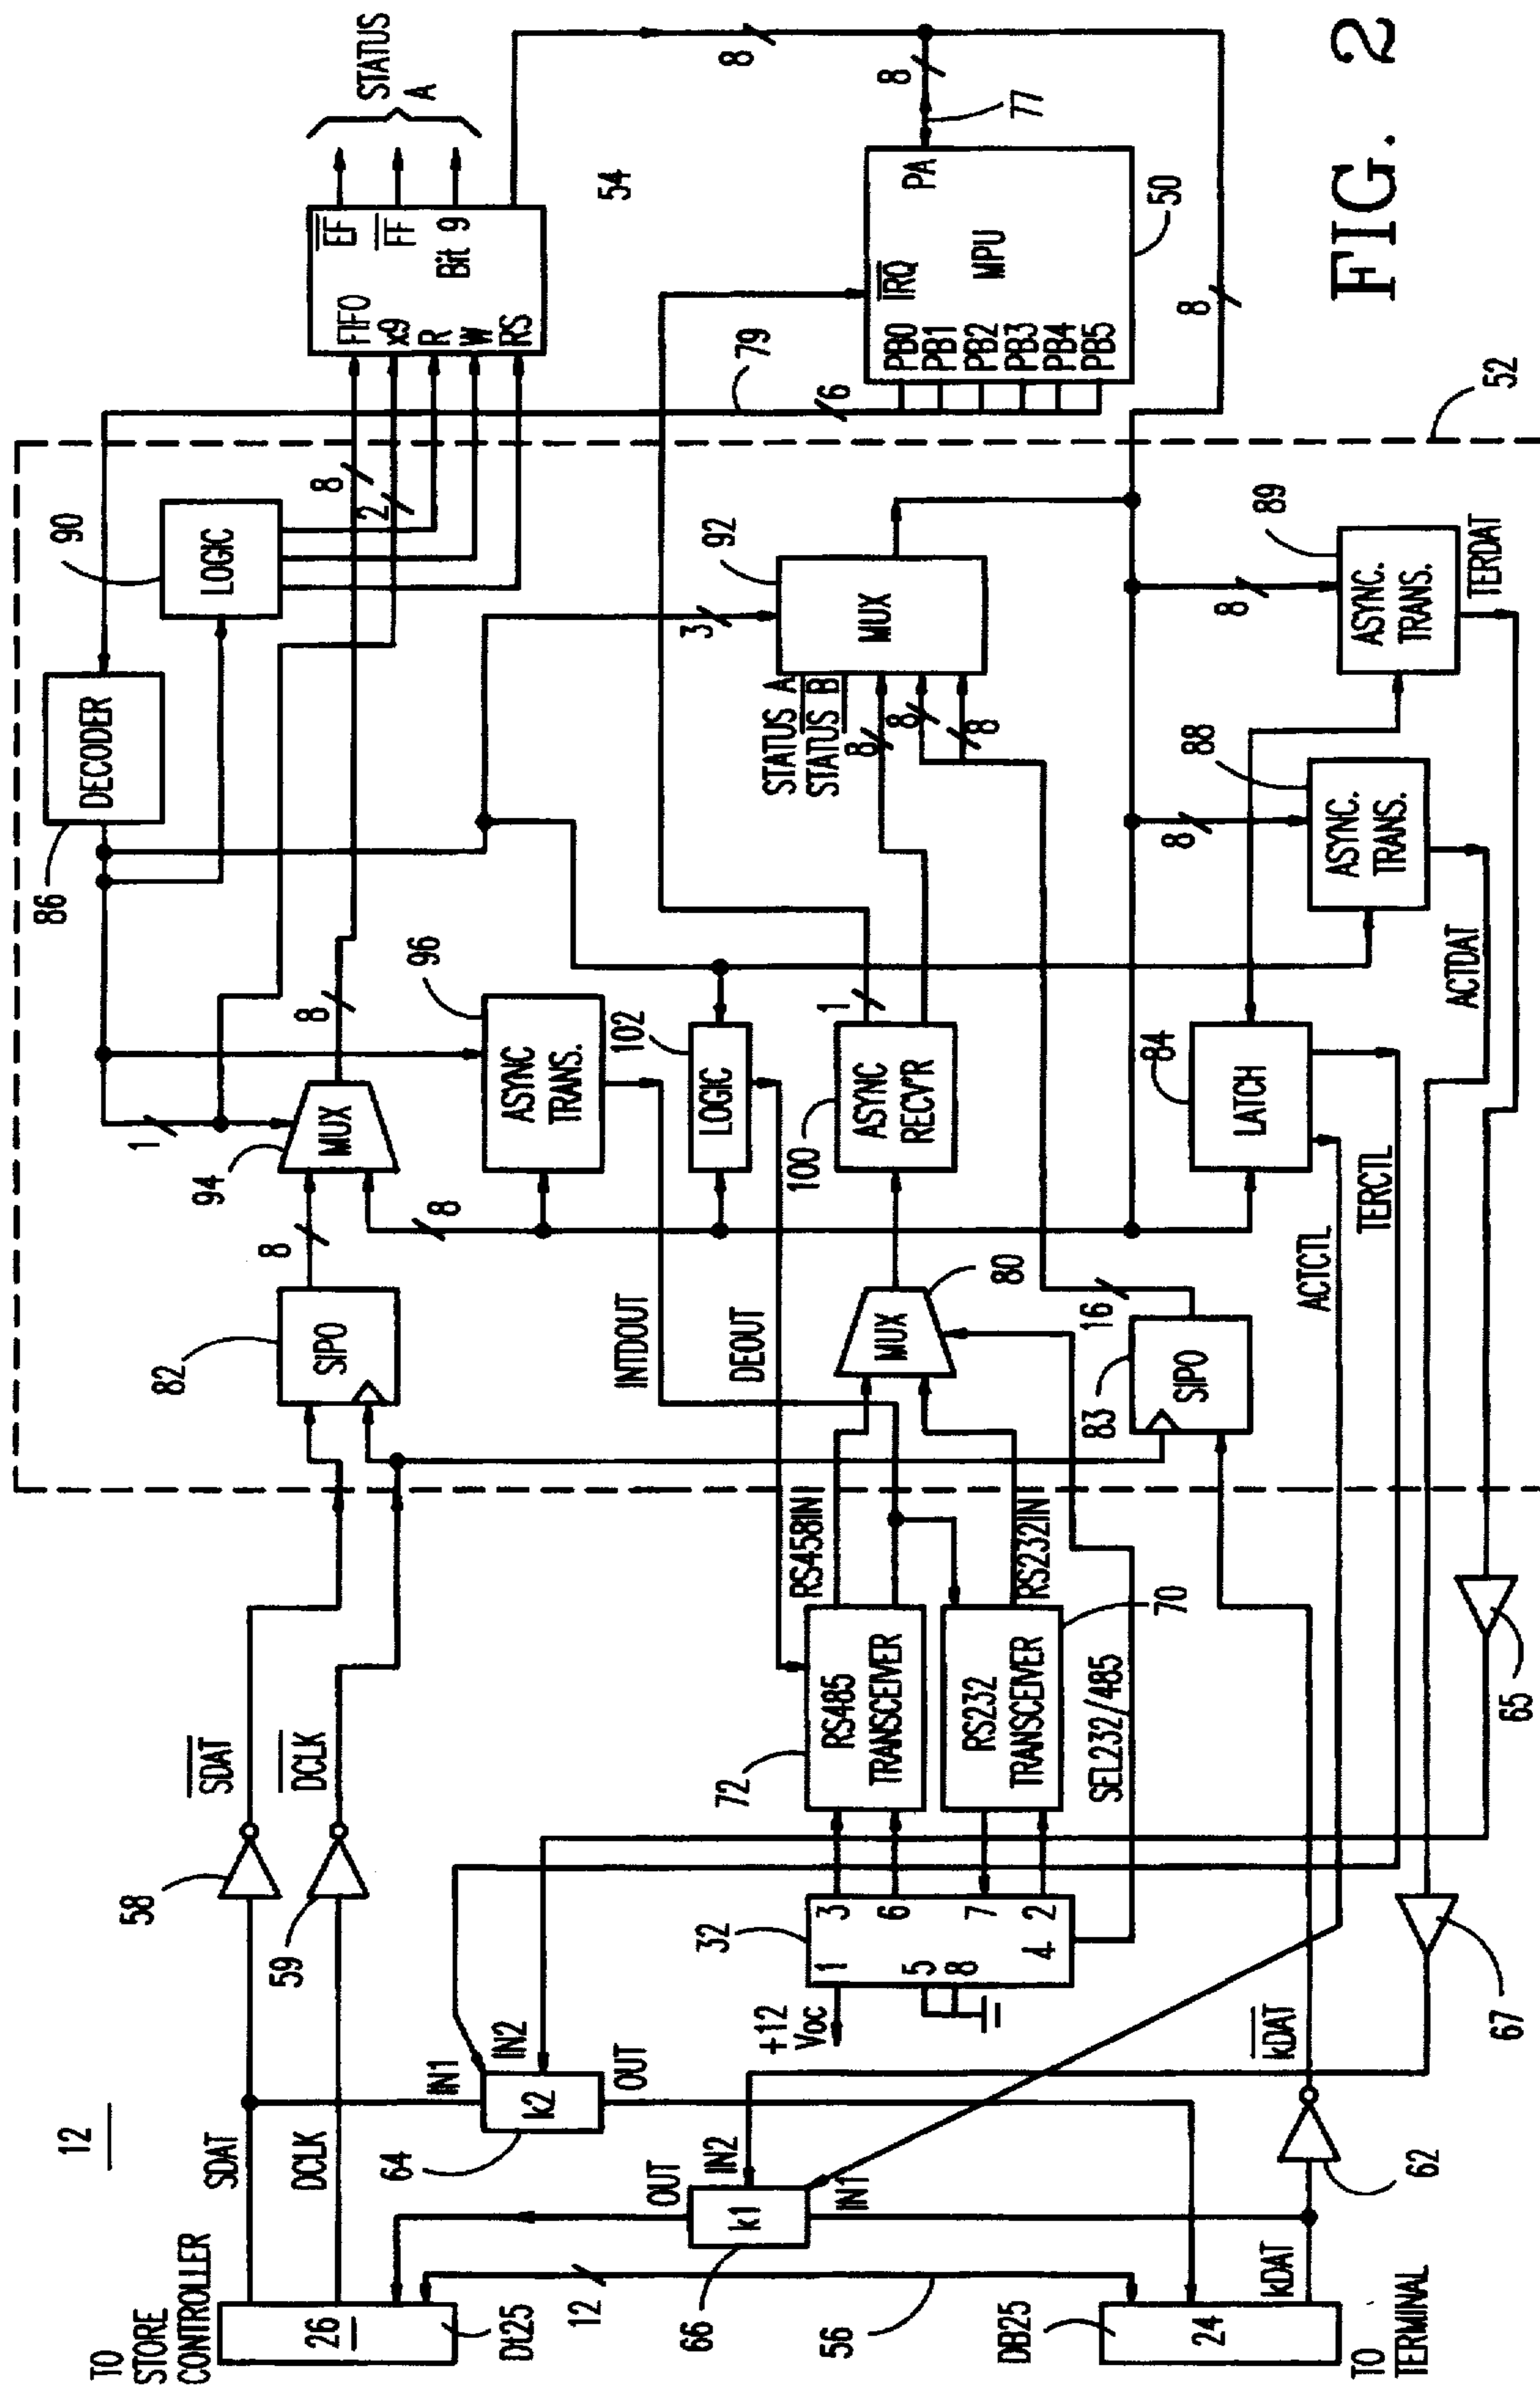 12
TO
STORE
CONTROLLER
26
Dt25
SDAT
DCLK
58
59
SDAT
DCLK
82
SIPO
8
94
MUX
1
8
8
86
DECODER
90
LOGIC
8
2
FIFO
x9
R
W
RS
EF
FF
Bit 9
STATUS
A
54
8
8
77
79
6
PB0
PB1
PB2
PB3
PB4
PB5
IRQ
MPU
PA
50
8
FIG. 2
52
64
k2
IN1
IN2
OUT
66
k1
OUT
IN2
IN1
12
56
96
ASYNC
TRANS.
8
INTDOUT
DEOUT
102
LOGIC
100
ASYNC
RECV'R
1
3
92
MUX
STATUS A
STATUS B
8
8
8
32
1
3
5
8
6
7
4
2
+12
Voc
72
RS485
TRANSCEIVER
RS232
TRANSCEIVER
70
RS458IN
RS232IN
SEL232/485
MUX
80
83
SIPO
16
84
LATCH
ACTCTL
TERCTL
88
8
ASYNC.
TRANS.
ACTDAT
89
8
ASYNC.
TRANS.
TERDAT
DB25
24
TO
TERMINAL
kDAT
62
kDAT
67
65